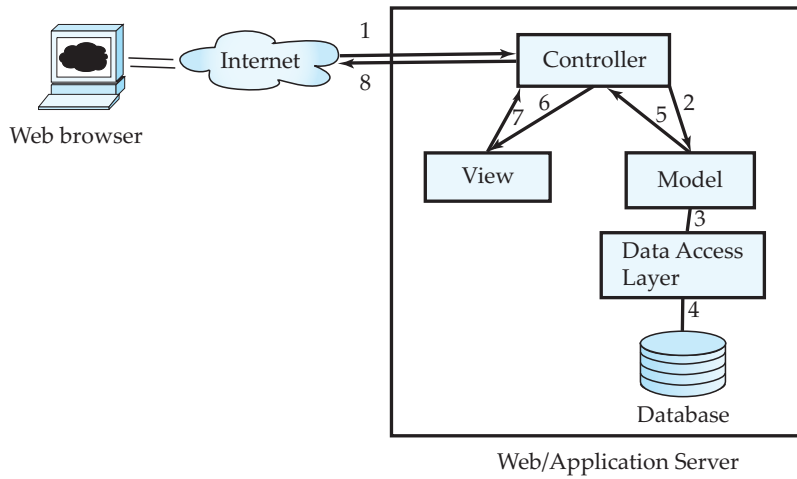 1
Internet
Controller
8
2
5
6
7
Web browser
View
Model
3
Data Access
Layer
4
Database
Web/Application Server